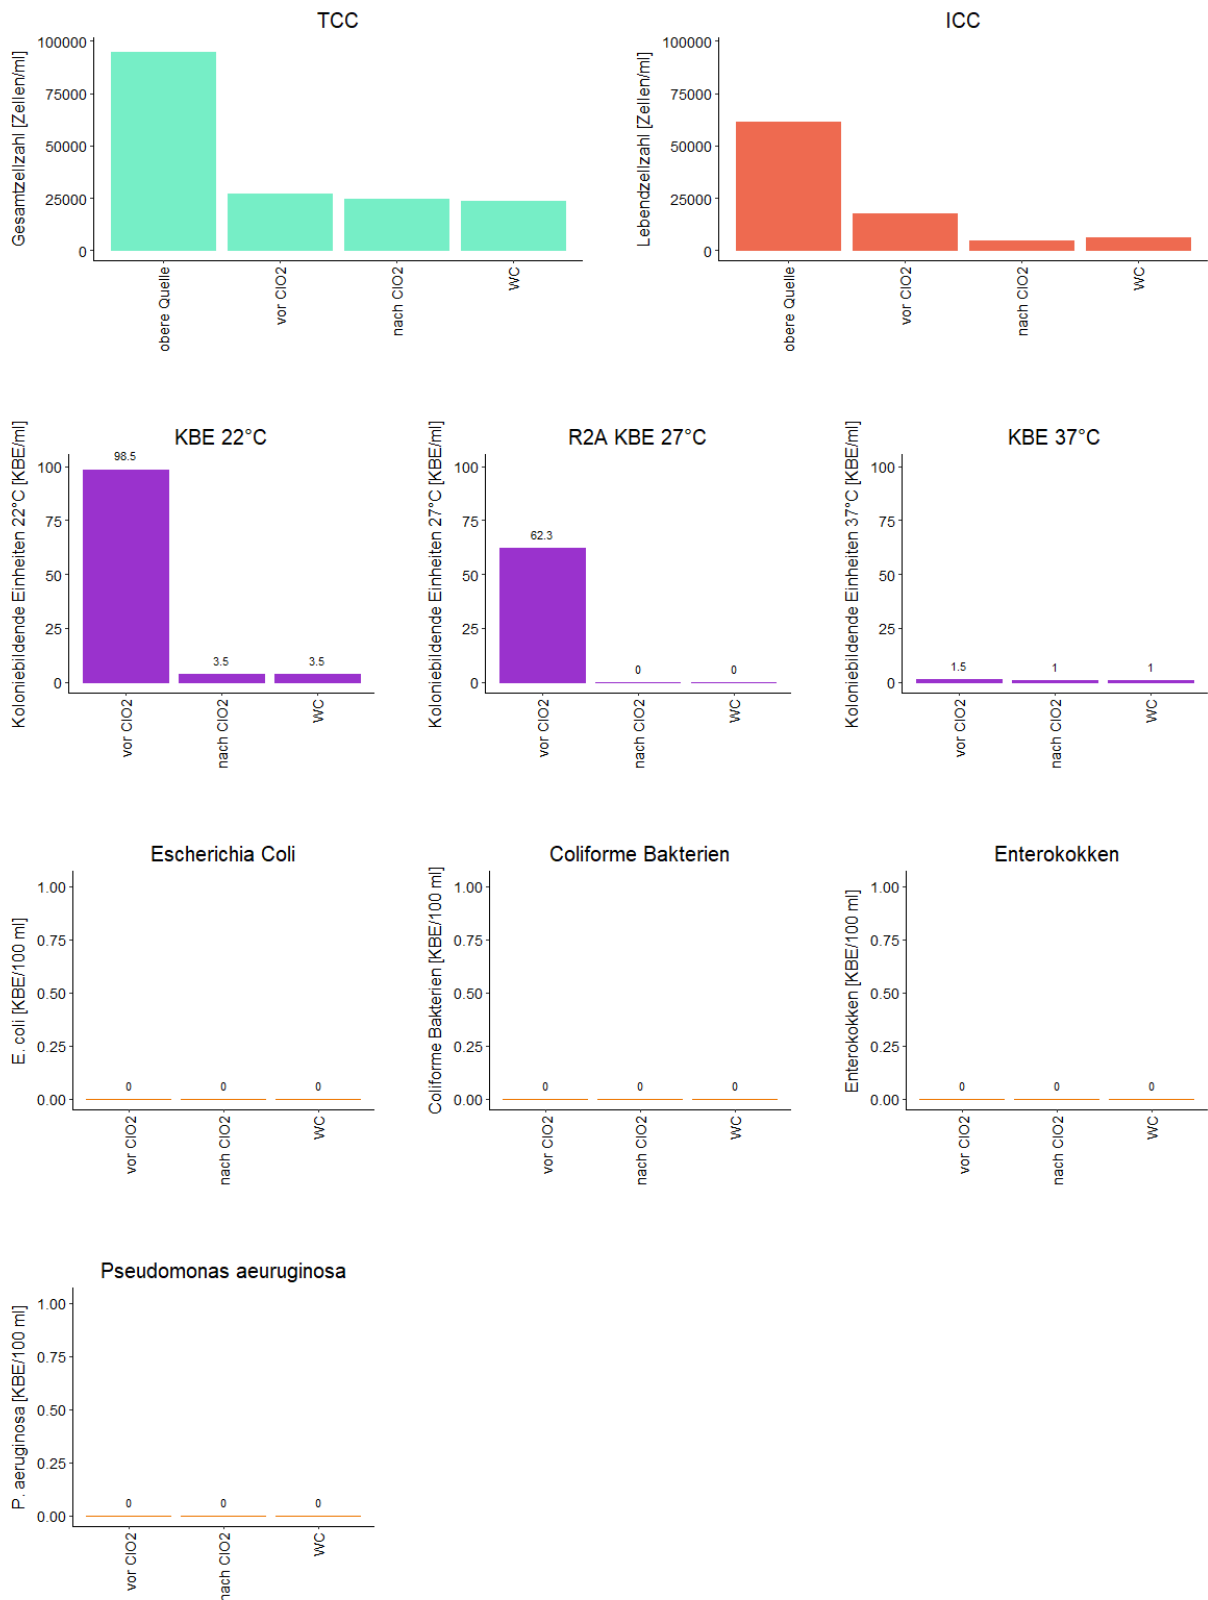 TCC
Gesamtzellzahl [Zellen/ml]
100000
75000
50000
25000
0
obere Quelle
vor ClO2
nach ClO2
WC
ICC
Lebendzellzahl [Zellen/ml]
100000
75000
50000
25000
0
obere Quelle
vor ClO2
nach ClO2
WC
KBE 22°C
Koloniebildende Einheiten 22°C [KBE/ml]
100
75
50
25
0
98.5
3.5
3.5
vor ClO2
nach ClO2
WC
R2A KBE 27°C
Koloniebildende Einheiten 27°C [KBE/ml]
100
75
50
25
0
62.3
0
0
vor ClO2
nach ClO2
WC
KBE 37°C
Koloniebildende Einheiten 37°C [KBE/ml]
100
75
50
25
0
1.5
1
1
vor ClO2
nach ClO2
WC
Escherichia Coli
E. coli [KBE/100 ml]
1.00
0.75
0.50
0.25
0.00
0
0
0
vor ClO2
nach ClO2
WC
Coliforme Bakterien
Coliforme Bakterien [KBE/100 ml]
1.00
0.75
0.50
0.25
0.00
0
0
0
vor ClO2
nach ClO2
WC
Enterokokken
Enterokokken [KBE/100 ml]
1.00
0.75
0.50
0.25
0.00
0
0
0
vor ClO2
nach ClO2
WC
Pseudomonas aeuruginosa
P. aeruginosa [KBE/100 ml]
1.00
0.75
0.50
0.25
0.00
0
0
0
vor ClO2
nach ClO2
WC